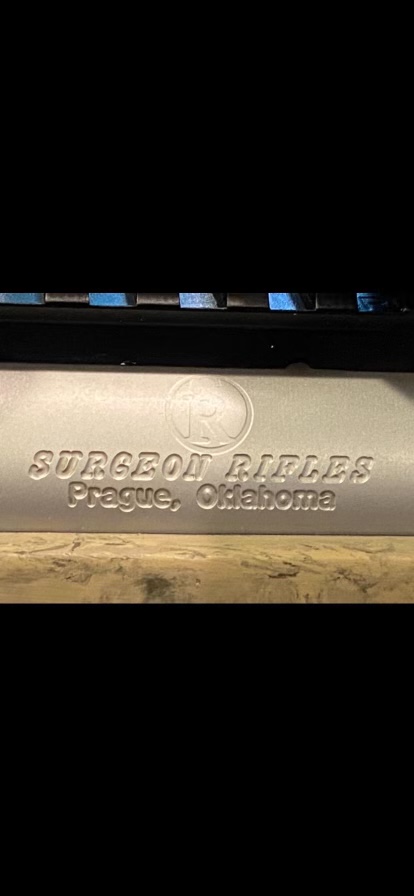 R
SURGEON RIFLES
Prague, Oklahoma